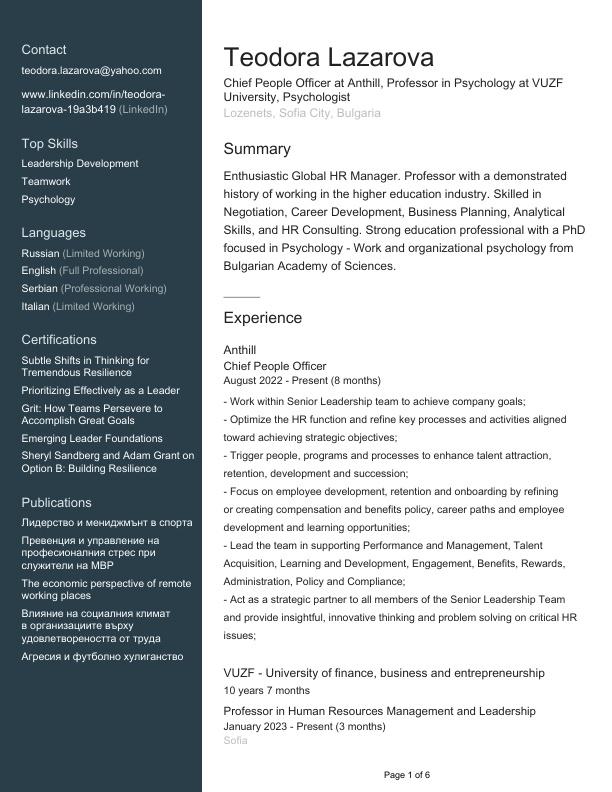 Contact
teodora.lazarova@yahoo.com
www.linkedin.com/in/teodora-
lazarova-19a3b419 (LinkedIn)
Top Skills
Leadership Development
Teamwork
Psychology
Languages
Russian (Limited Working)
English (Full Professional)
Serbian (Professional Working)
Italian (Limited Working)
Certifications
Subtle Shifts in Thinking for
Tremendous Resilience
Prioritizing Effectively as a Leader
Grit: How Teams Persevere to
Accomplish Great Goals
Emerging Leader Foundations
Sheryl Sandberg and Adam Grant on
Option B: Building Resilience
Publications
Лидерство и мениджмънт в спорта
Превенция и управление на
професионалния стрес при
служители на МВР
The economic perspective of remote
working places
Влияние на социалния климат
в организациите върху
удовлетвореността от труда
Агресия и футболно хулиганство
Teodora Lazarova
Chief People Officer at Anthill, Professor in Psychology at VUZF
University, Psychologist
Lozenets, Sofia City, Bulgaria
Summary
Enthusiastic Global HR Manager. Professor with a demonstrated
history of working in the higher education industry. Skilled in
Negotiation, Career Development, Business Planning, Analytical
Skills, and HR Consulting. Strong education professional with a PhD
focused in Psychology - Work and organizational psychology from
Bulgarian Academy of Sciences.
Experience
Anthill
Chief People Officer
August 2022 - Present (8 months)
- Work within Senior Leadership team to achieve company goals;
- Optimize the HR function and refine key processes and activities aligned
toward achieving strategic objectives;
- Trigger people, programs and processes to enhance talent attraction,
retention, development and succession;
- Focus on employee development, retention and onboarding by refining
or creating compensation and benefits policy, career paths and employee
development and learning opportunities;
- Lead the team in supporting Performance and Management, Talent
Acquisition, Learning and Development, Engagement, Benefits, Rewards,
Administration, Policy and Compliance;
- Act as a strategic partner to all members of the Senior Leadership Team
and provide insightful, innovative thinking and problem solving on critical HR
issues;
VUZF - University of finance, business and entrepreneurship
10 years 7 months
Professor in Human Resources Management and Leadership
January 2023 - Present (3 months)
Sofia
Page 1 of 6